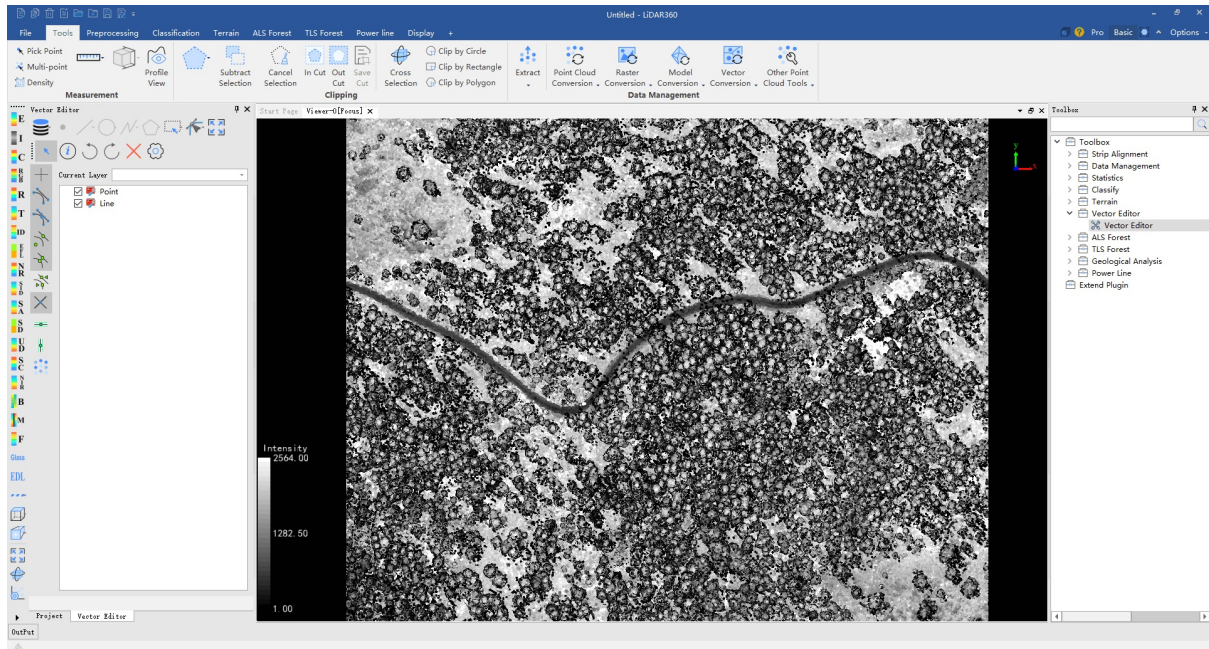 Untitled - LiDAR360
File Tools Preprocessing Classification Terrain ALS Forest TLS Forest Power line Display + Pro Basic Options
Pick Point
Multi-point
Density
Profile View
Measurement
Subtract Selection
Cancel Selection
In Cut
Out Cut
Save Cut
Cross Selection
Clip by Circle
Clip by Rectangle
Clip by Polygon
Clipping
Extract
Point Cloud Conversion
Raster Conversion
Model Conversion
Vector Conversion
Other Point Cloud Tools
Data Management
Vector Editor
Current Layer
Point
Line
E
I
C
R
T
ID
B
M
F
Glass
EDL
Project Vector Editor
OutPut
Start Page Viewer-0[Focus]
y
x
Intensity
2564.00
1282.50
1.00
Toolbox
Toolbox
Strip Alignment
Data Management
Statistics
Classify
Terrain
Vector Editor
Vector Editor
ALS Forest
TLS Forest
Geological Analysis
Power Line
Extend Plugin